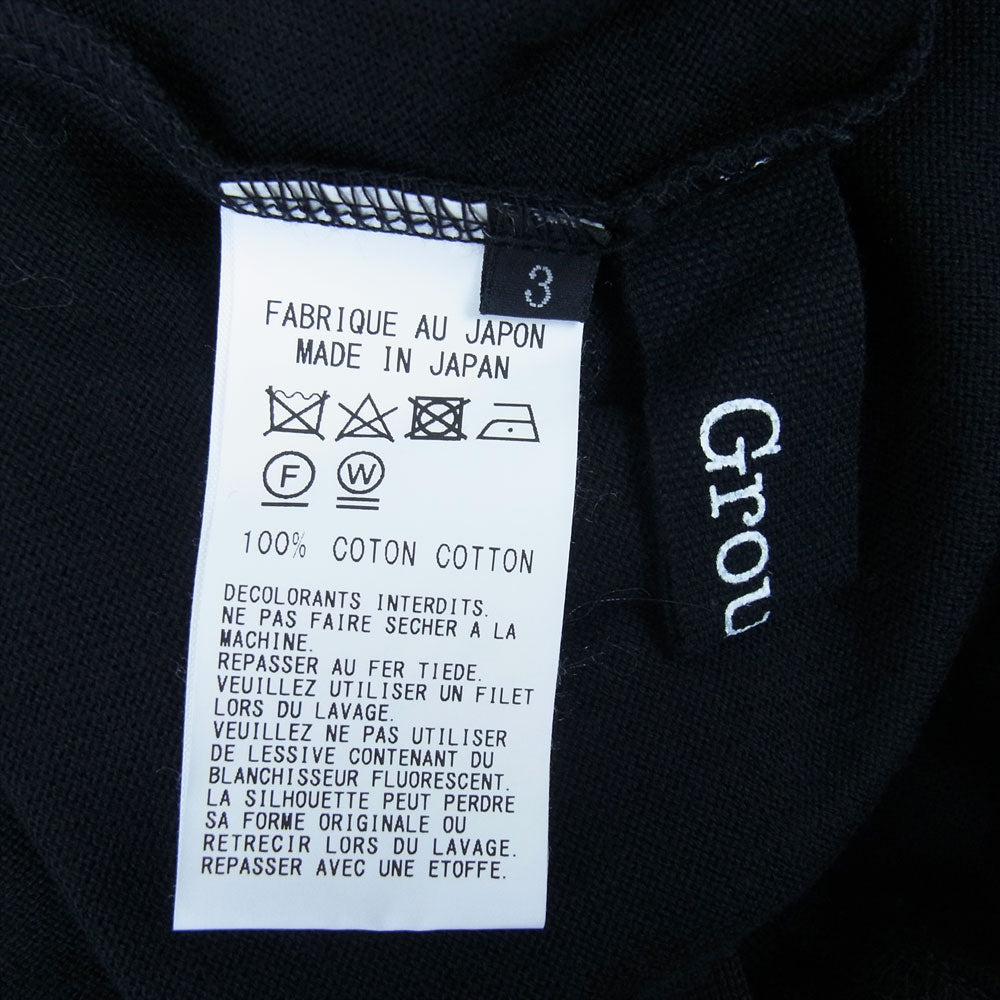 3
FABRIQUE AU JAPON
MADE IN JAPAN
F W
100% COTON COTTON
DECOLORANTS INTERDITS.
NE PAS FAIRE SECHER A LA
MACHINE.
REPASSER AU FER TIEDE.
VEUILLEZ UTILISER UN FILET
LORS DU LAVAGE.
VEUILLEZ NE PAS UTILISER
DE LESSIVE CONTENANT DU
BLANCHISSEUR FLUORESCENT.
LA SILHOUETTE PEUT PERDRE
SA FORME ORIGINALE OU
RETRECIR LORS DU LAVAGE.
REPASSER AVEC UNE ETOFFE.
Grou